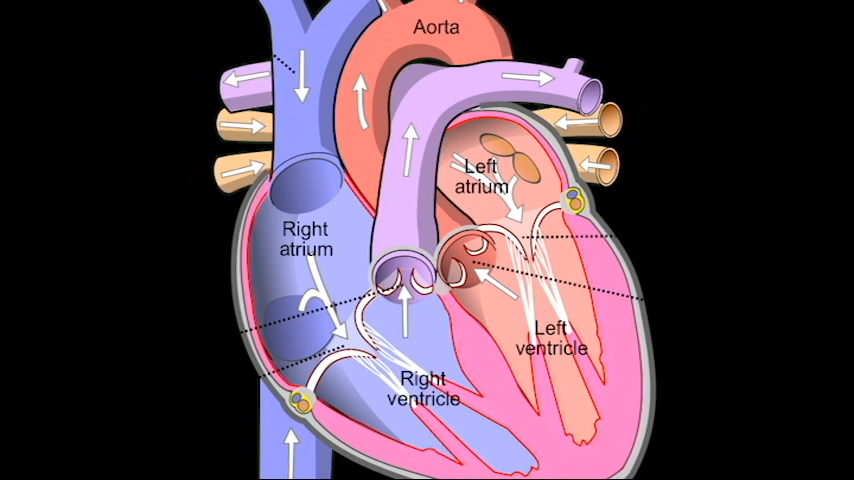 Aorta
Left
atrium
Right
atrium
Left
ventricle
Right
ventricle